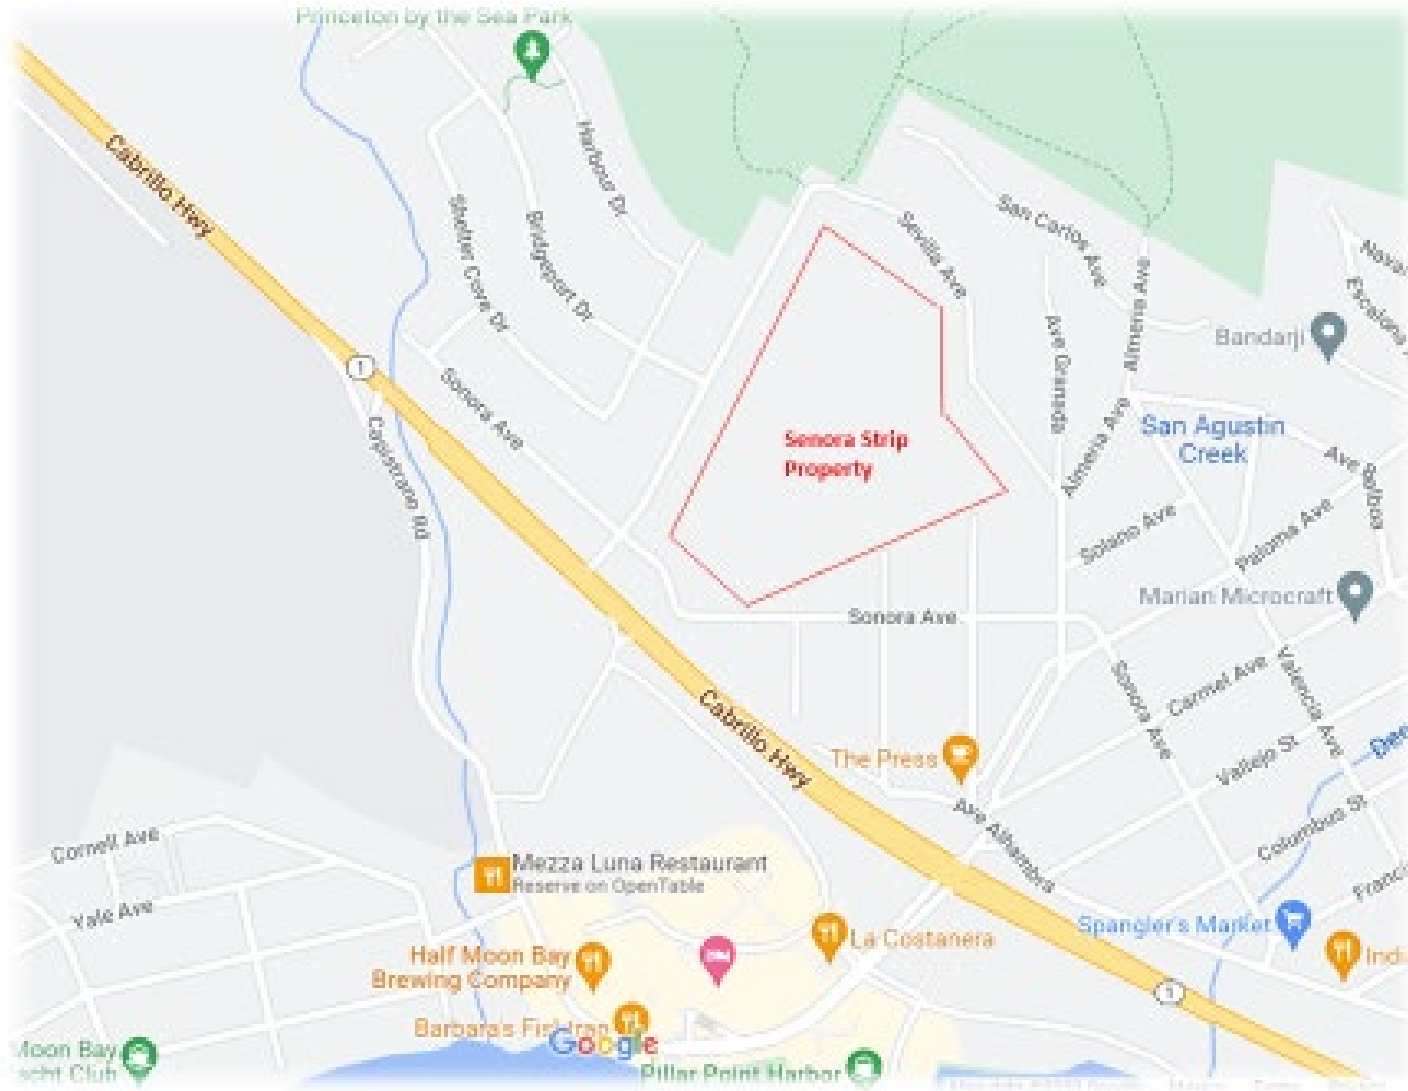 Princeton by the Sea Park
Cabrillo Hwy
Harbour Dr
Shelter Cove Dr
Bridgeport Dr
San Carlos Ave
Sevilla Ave
Almeria Ave
Ave Granada
Escalona
Bandarji
1
Sonora Ave
Capistrano Rd
Senora Strip
Property
Almeria Ave
San Agustin
Creek
Ave Balboa
Solano Ave
Paloma Ave
Marian Microcraft
Sonora Ave
Carmel Ave
Valencia Ave
Sonora Ave
Vallejo St
Cabrillo Hwy
The Press
Ave Alhambra
Columbus St
Cornell Ave
Yale Ave
Mezza Luna Restaurant
Reserve on OpenTable
Spangler's Market
La Costanera
Half Moon Bay
Brewing Company
1
Barbara's
Google
Moon Bay
Club
Pillar Point Harbor